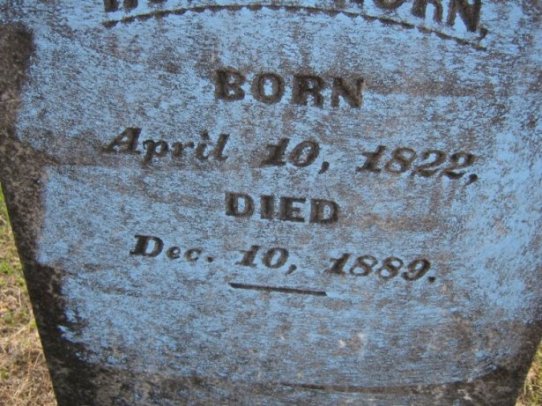 BORN
April 10, 1822,
DIED
Dec. 10, 1889.